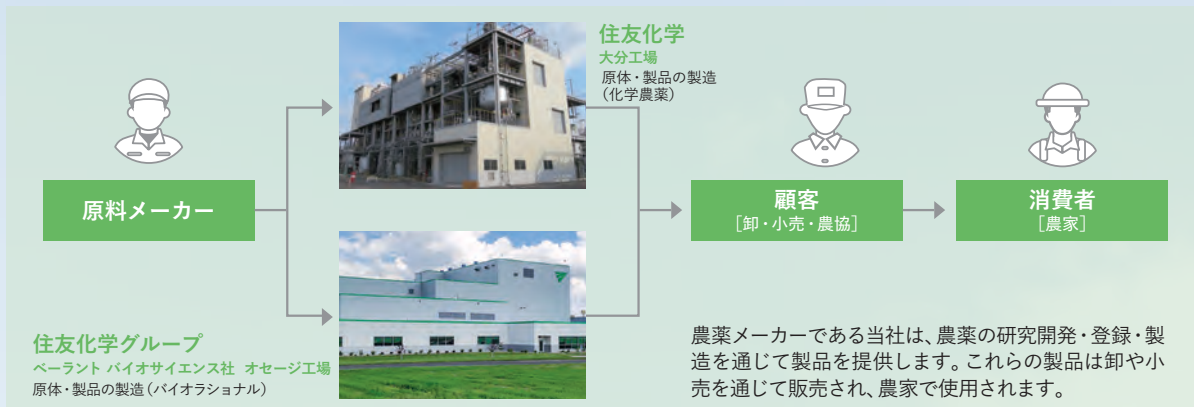 住友化学
大分工場
原体・製品の製造
（化学農薬）
原料メーカー
顧客
［卸・小売・農協］
消費者
［農家］
住友化学グループ
ベーラント バイオサイエンス社 オセージ工場
原体・製品の製造（バイオラショナル）
農薬メーカーである当社は、農薬の研究開発・登録・製
造を通じて製品を提供します。これらの製品は卸や小
売を通じて販売され、農家で使用されます。